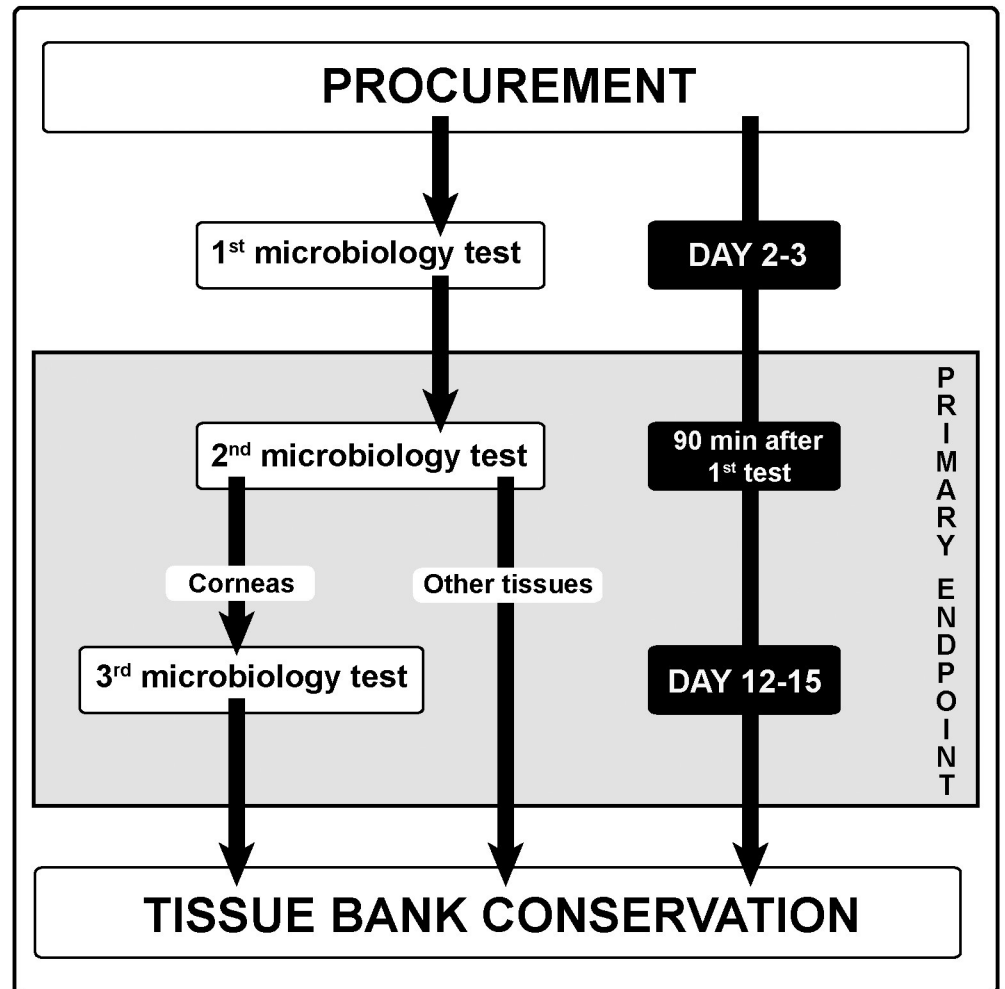 PROCUREMENT
1st microbiology test
DAY 2-3
2nd microbiology test
90 min after
1st test
Corneas
Other tissues
3rd microbiology test
DAY 12-15
PRIMARY ENDPOINT
TISSUE BANK CONSERVATION